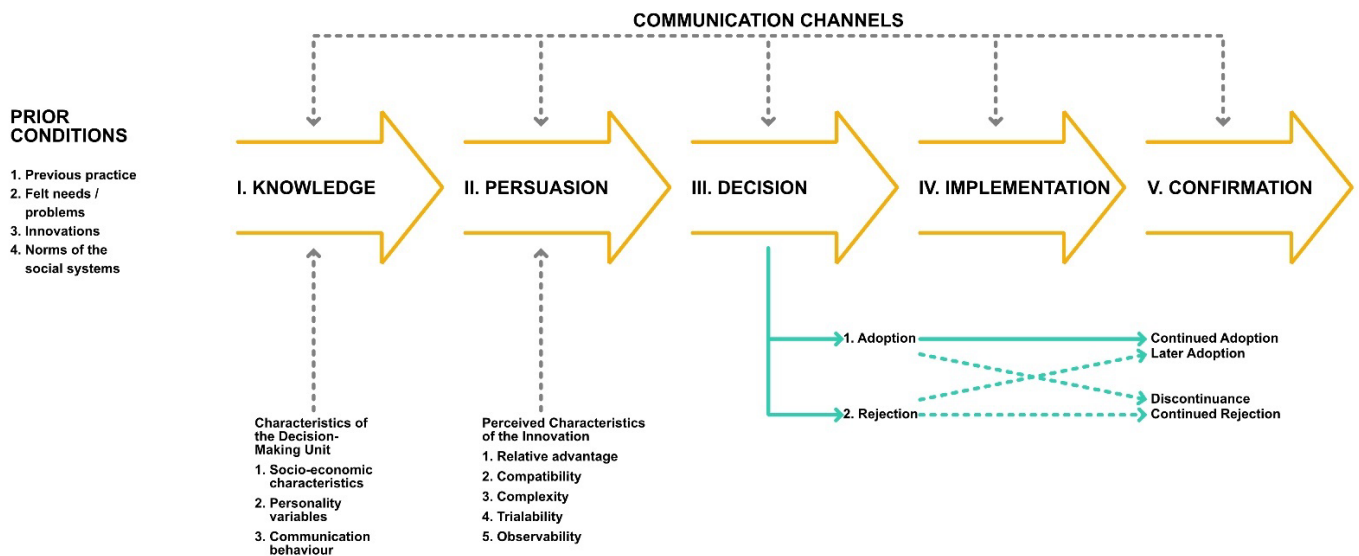 COMMUNICATION CHANNELS
PRIOR
CONDITIONS
1. Previous practice
2. Felt needs /
problems
3. Innovations
4. Norms of the
social systems
I. KNOWLEDGE
II. PERSUASION
III. DECISION
IV. IMPLEMENTATION
V. CONFIRMATION
1. Adoption
2. Rejection
Continued Adoption
Later Adoption
Discontinuance
Continued Rejection
Characteristics of
the Decision-
Making Unit
1. Socio-economic
characteristics
2. Personality
variables
3. Communication
behaviour
Perceived Characteristics
of the Innovation
1. Relative advantage
2. Compatibility
3. Complexity
4. Trialability
5. Observability